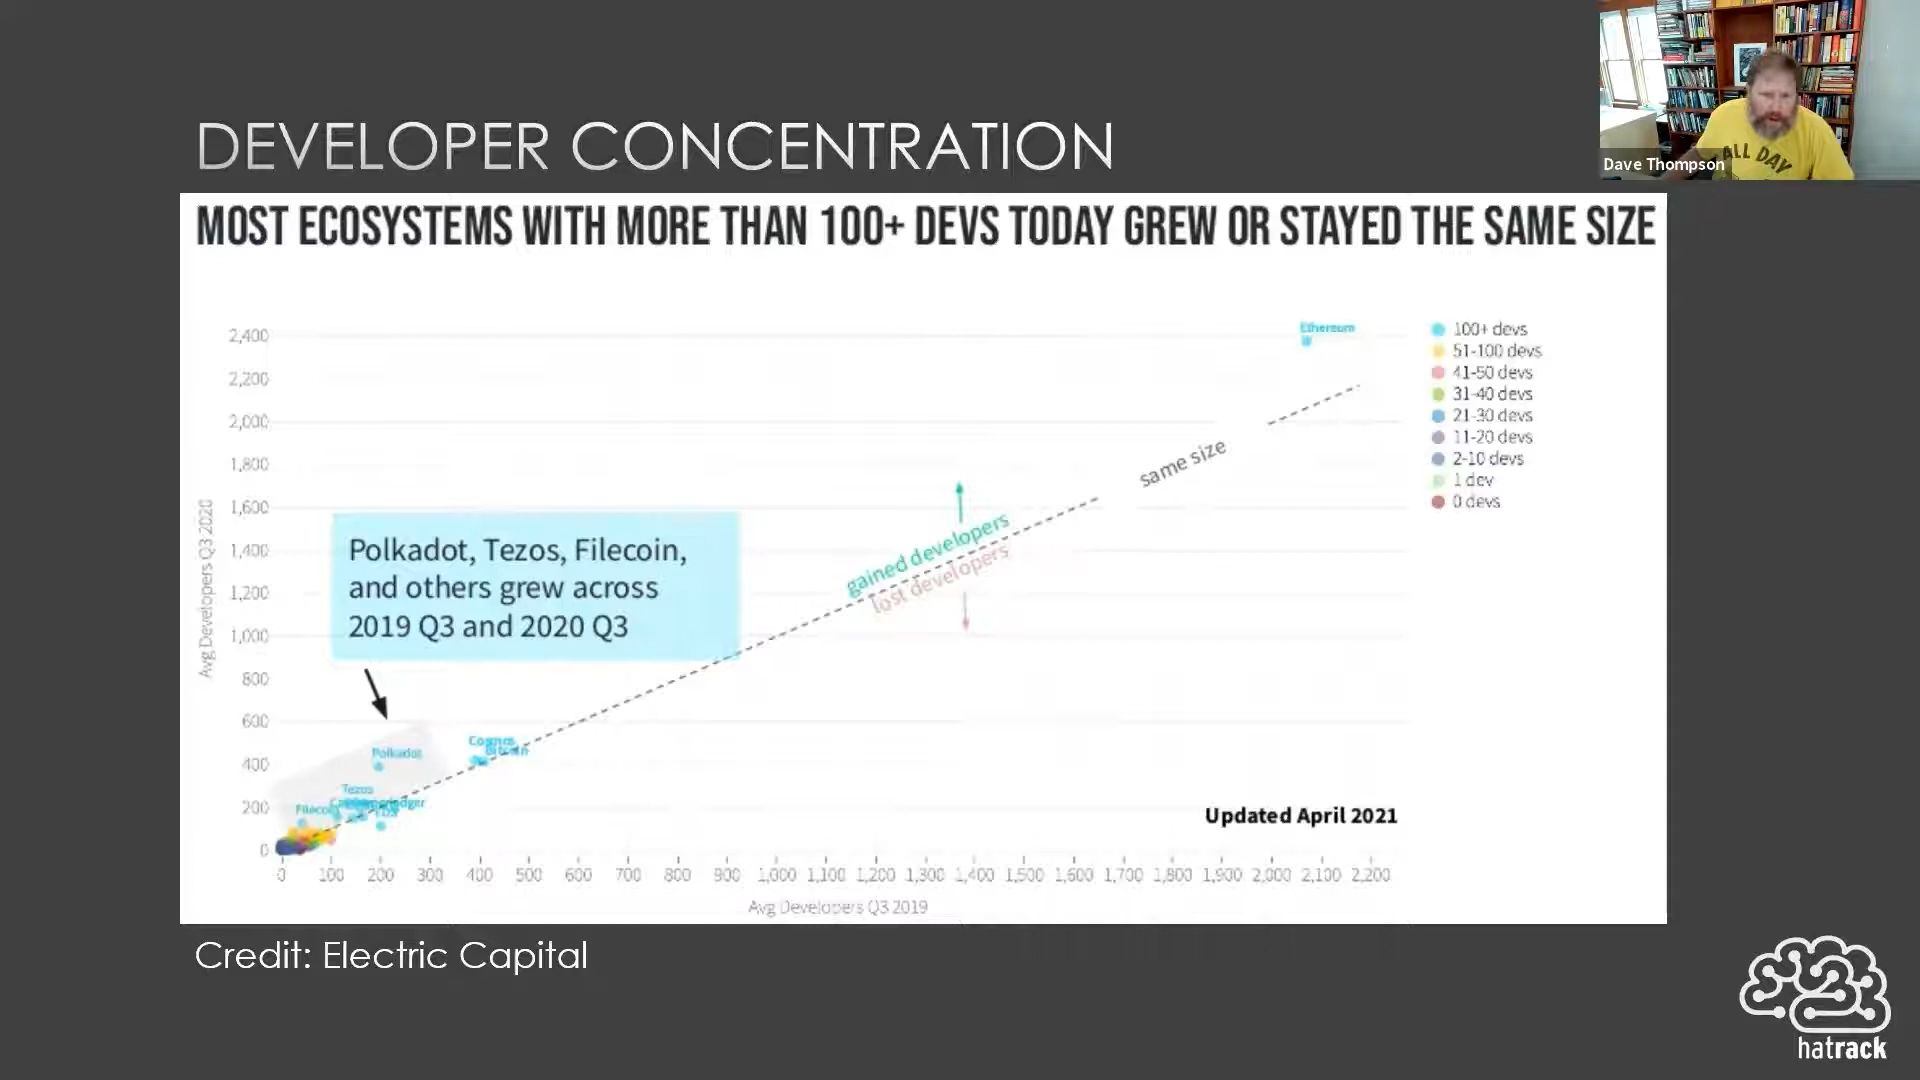 DEVELOPER CONCENTRATION
ALL DAY
Dave Thompson
MOST ECOSYSTEMS WITH MORE THAN 100+ DEVS TODAY GREW OR STAYED THE SAME SIZE
Ethereum
2,400
2,200
2,000
1,800
1,600
1,400
1,200
1,000
800
600
400
200
0
Avg Developers Q3 2020
100+ devs
51-100 devs
41-50 devs
31-40 devs
21-30 devs
11-20 devs
2-10 devs
1 dev
0 devs
same size
gained developers
lost developers
Polkadot, Tezos, Filecoin,
and others grew across
2019 Q3 and 2020 Q3
Cosmos
Bitcoin
Polkadot
Tezos
Filecoin
EOS
Updated April 2021
0 100 200 300 400 500 600 700 800 900 1,000 1,100 1,200 1,300 1,400 1,500 1,600 1,700 1,800 1,900 2,000 2,100 2,200
Avg Developers Q3 2019
Credit: Electric Capital
hatrack